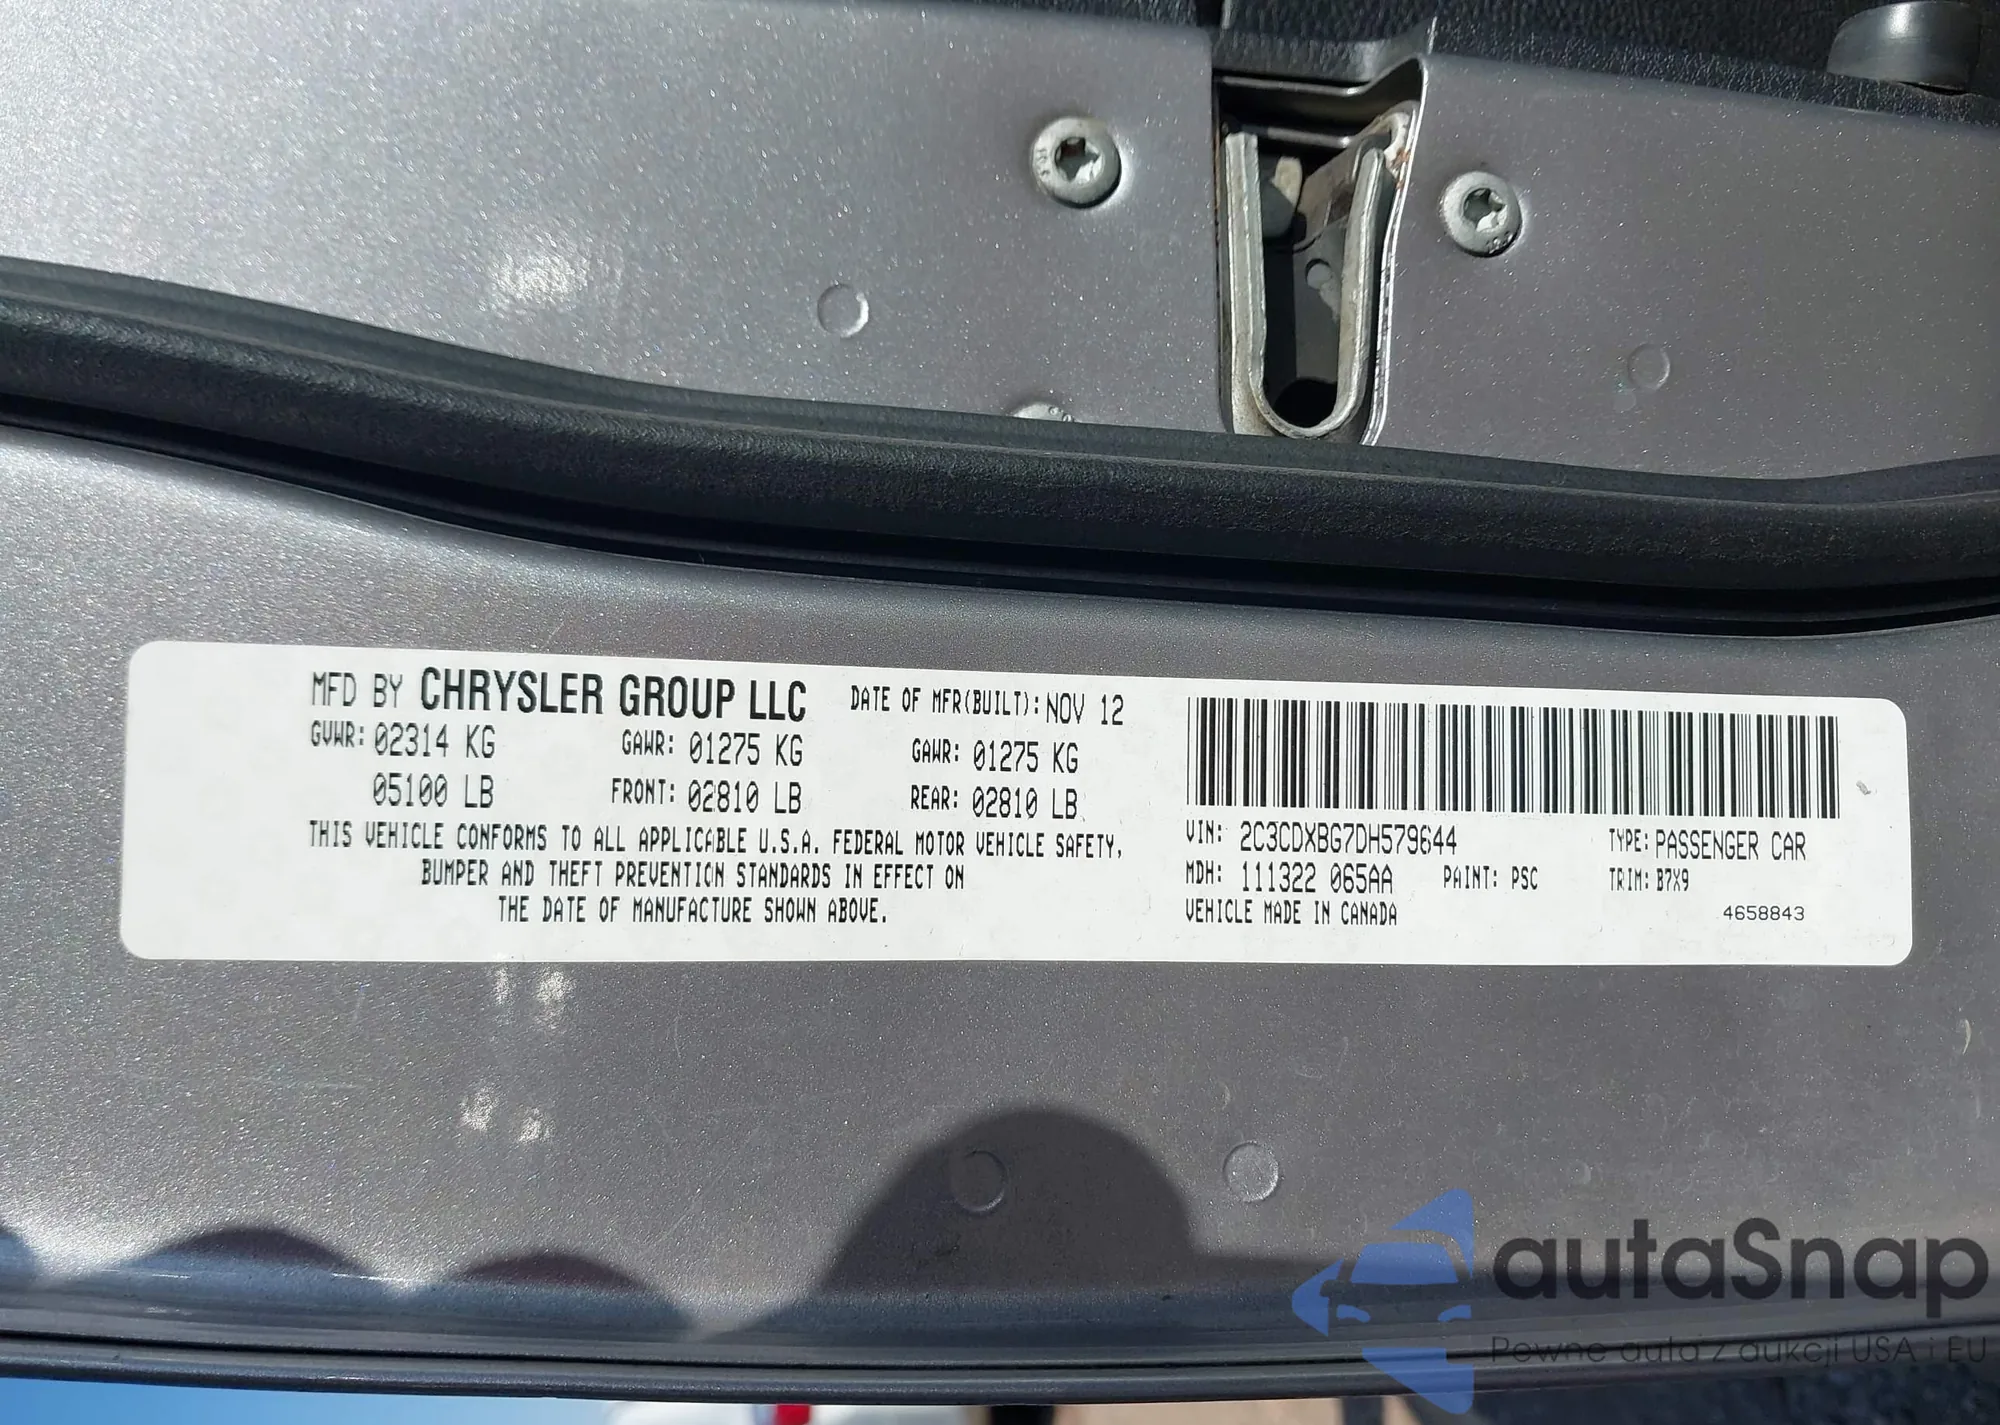 MFD BY CHRYSLER GROUP LLC DATE OF MFR(BUILT): NOV 12
GVWR: 02314 KG GAWR: 01275 KG GAWR: 01275 KG
05100 LB FRONT: 02810 LB REAR: 02810 LB
THIS VEHICLE CONFORMS TO ALL APPLICABLE U.S.A. FEDERAL MOTOR VEHICLE SAFETY,
BUMPER AND THEFT PREVENTION STANDARDS IN EFFECT ON
THE DATE OF MANUFACTURE SHOWN ABOVE.
VIN: 2C3CDXBG7DH579644 TYPE: PASSENGER CAR
MDH: 111322 065AA PAINT: PSC TRIM: B7X9
VEHICLE MADE IN CANADA 4658843
autaSnap
Pewne auta z aukcji USA i EU